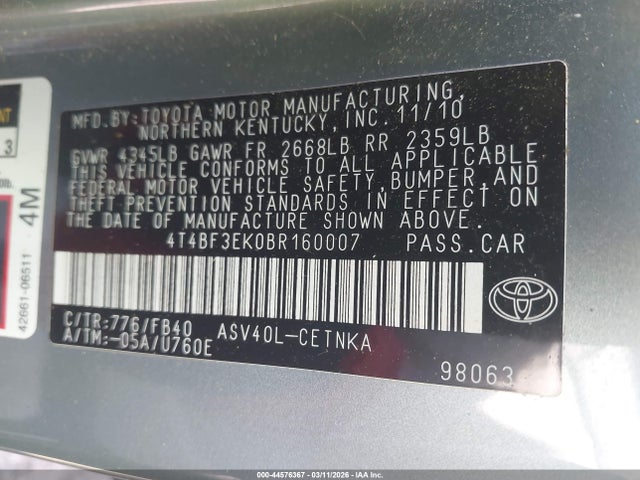 MFD.BY:TOYOTA MOTOR MANUFACTURING,
NORTHERN KENTUCKY,INC.11/10
GVWR 4345LB GAWR FR 2668LB RR 2359LB
THIS VEHICLE CONFORMS TO ALL APPLICABLE
FEDERAL MOTOR VEHICLE SAFETY,BUMPER,AND
THEFT PREVENTION STANDARDS IN EFFECT ON
THE DATE OF MANUFACTURE SHOWN ABOVE.
4T4BF3EK0BR160007 PASS.CAR
C/TR:776/FB40 ASV40L-CETNKA
A/TM:-05A/U760E
98063
3
4M
42661-06511
000-44576367 | 03/11/2026 | IAA Inc.